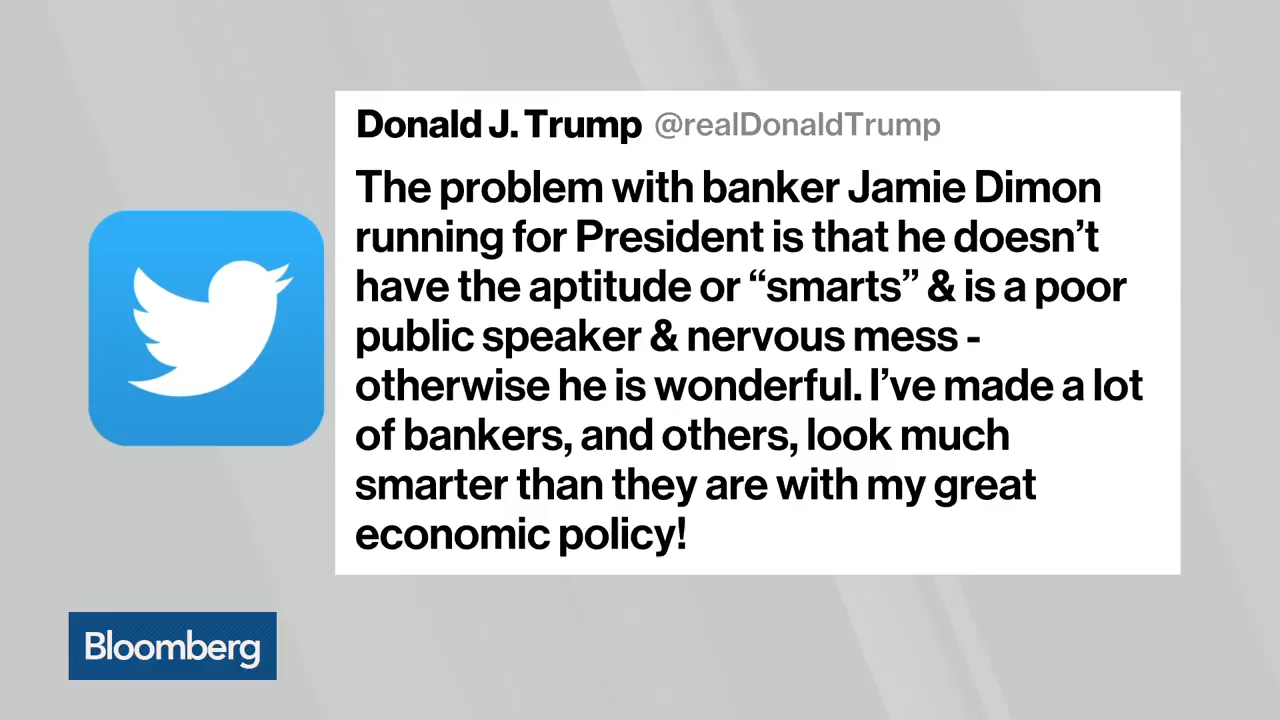 Donald J. Trump @realDonaldTrump
The problem with banker Jamie Dimon
running for President is that he doesn’t
have the aptitude or “smarts” & is a poor
public speaker & nervous mess -
otherwise he is wonderful. I’ve made a lot
of bankers, and others, look much
smarter than they are with my great
economic policy!
Bloomberg